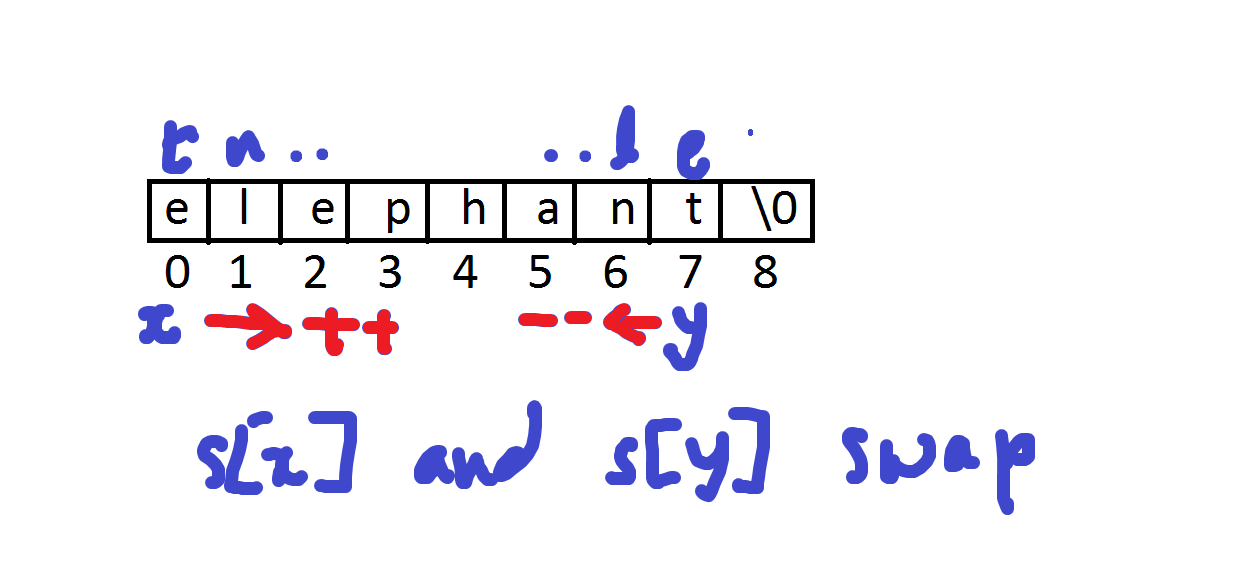 t n .. ..l e
e l e p h a n t \0
0 1 2 3 4 5 6 7 8
x → ++ -- ← y
s[x] and s[y] swap